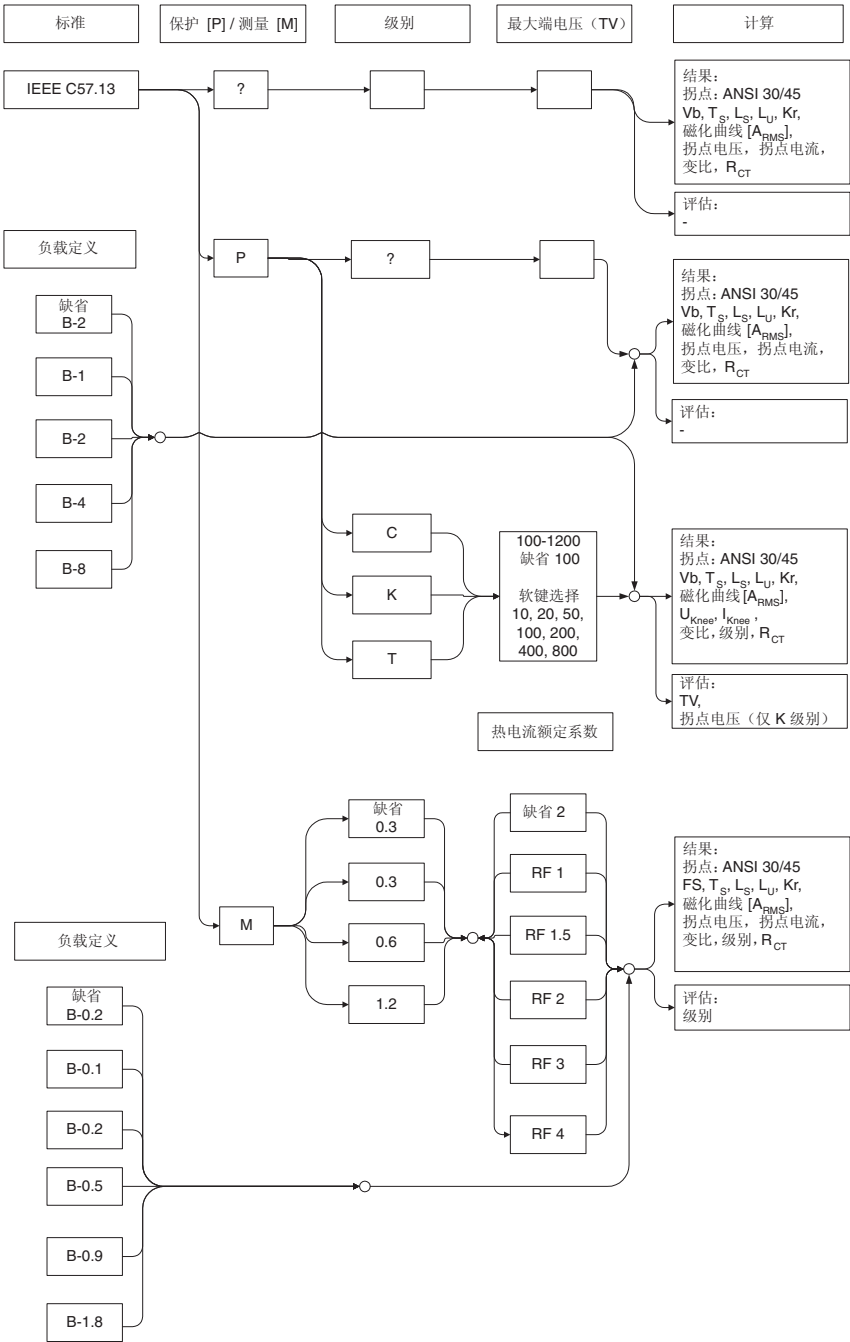 标准
保护 [P] / 测量 [M]
级别
最大端电压（TV）
计算
IEEE C57.13
?
结果：
拐点: ANSI 30/45
Vb, T_S, L_S, L_U, Kr,
磁化曲线 [A_RMS],
拐点电压，拐点电流，
变比，R_CT
评估：
-
负载定义
P
?
结果：
拐点: ANSI 30/45
Vb, T_S, L_S, L_U, Kr,
磁化曲线 [A_RMS],
拐点电压，拐点电流，
变比，R_CT
评估：
-
缺省
B-2
B-1
B-2
B-4
B-8
C
K
T
100-1200
缺省 100
软键选择
10, 20, 50,
100, 200,
400, 800
结果：
拐点: ANSI 30/45
Vb, T_S, L_S, L_U, Kr,
磁化曲线 [A_RMS],
U_Knee, I_Knee ,
变比, 级别, R_CT
评估：
TV,
拐点电压（仅 K 级别）
热电流额定系数
M
缺省
0.3
0.3
0.6
1.2
缺省 2
RF 1
RF 1.5
RF 2
RF 3
RF 4
结果：
拐点: ANSI 30/45
FS, T_S, L_S, L_U, Kr,
磁化曲线 [A_RMS],
拐点电压，拐点电流，
变比, 级别, R_CT
评估：
级别
负载定义
缺省
B-0.2
B-0.1
B-0.2
B-0.5
B-0.9
B-1.8